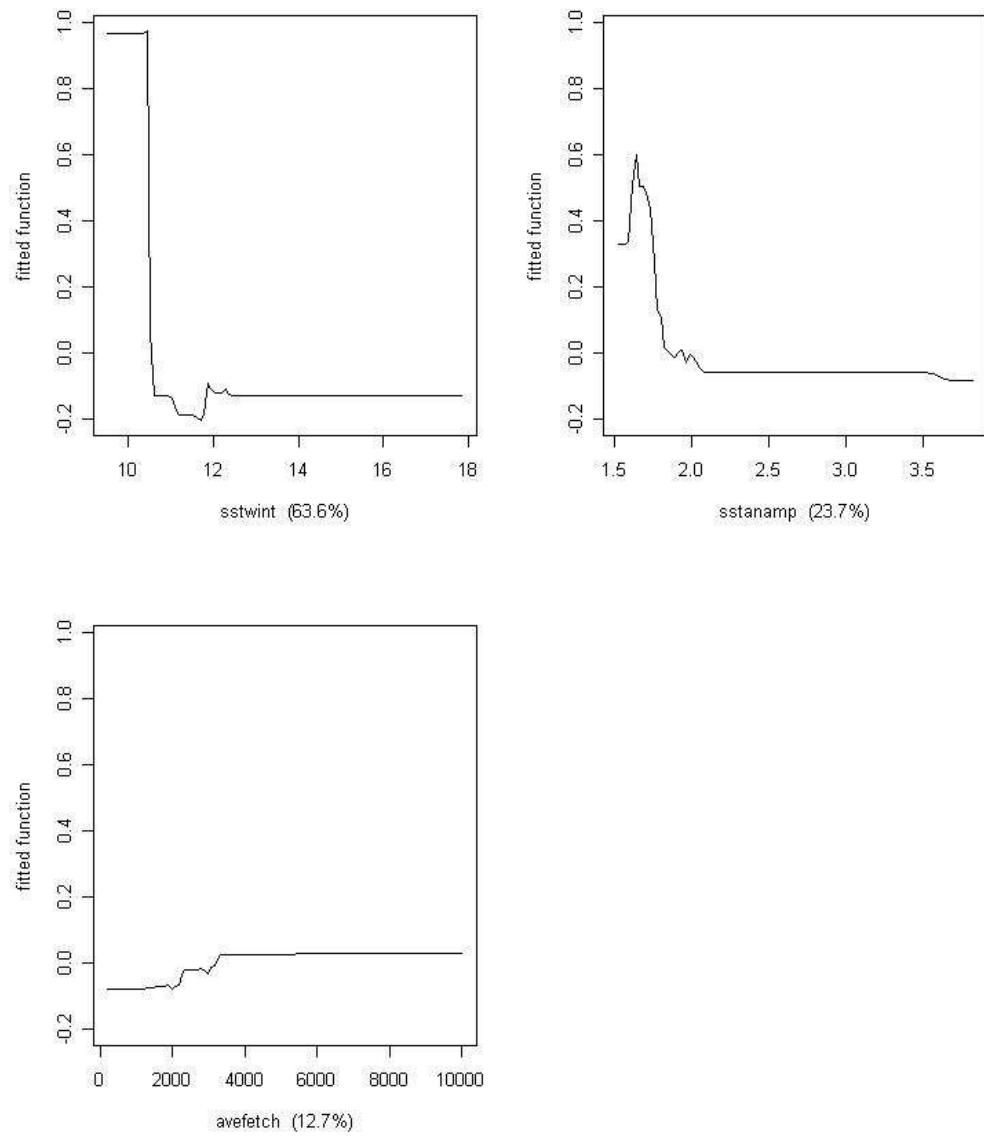 1.0
0.8
0.6
0.4
0.2
0.0
-0.2
fitted function
10 12 14 16 18
sstwint (63.6%)
1.0
0.8
0.6
0.4
0.2
0.0
-0.2
fitted function
1.5 2.0 2.5 3.0 3.5
sstanamp (23.7%)
1.0
0.8
0.6
0.4
0.2
0.0
-0.2
fitted function
0 2000 4000 6000 8000 10000
avefetch (12.7%)